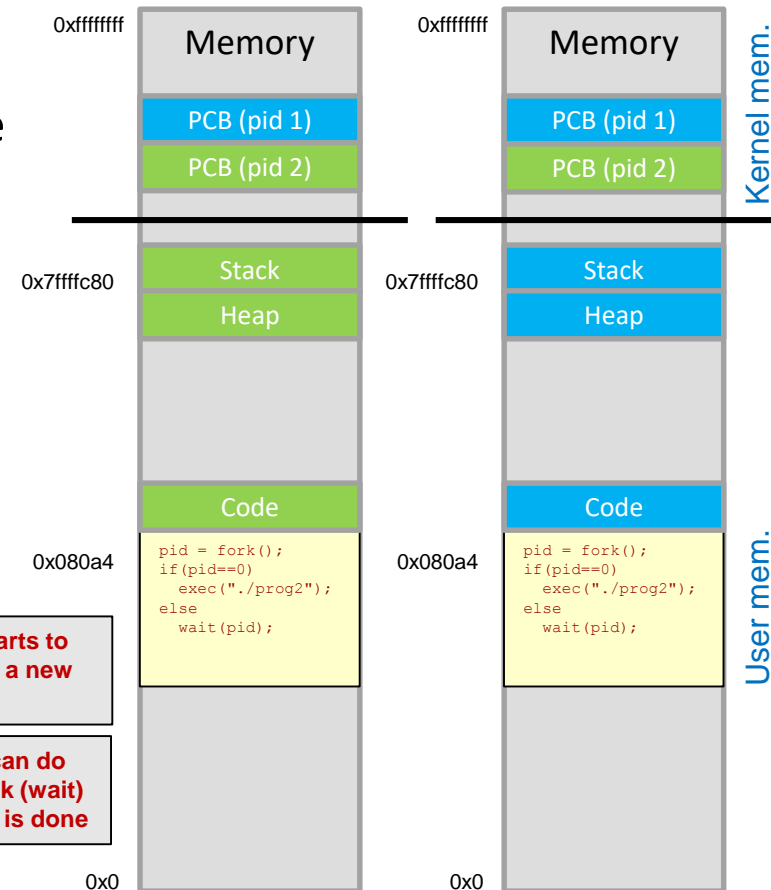 0xffffffff
Memory
PCB (pid 1)
PCB (pid 2)
0x7ffffc80
Stack
Heap
Code
0x080a4
pid = fork();
if(pid==0)
exec("./prog2");
else
wait(pid);
0x0
0xffffffff
Memory
PCB (pid 1)
PCB (pid 2)
0x7ffffc80
Stack
Heap
Code
0x080a4
pid = fork();
if(pid==0)
exec("./prog2");
else
wait(pid);
0x0
Kernel mem.
User mem.
e
arts to
a new
can do
k (wait)
is done